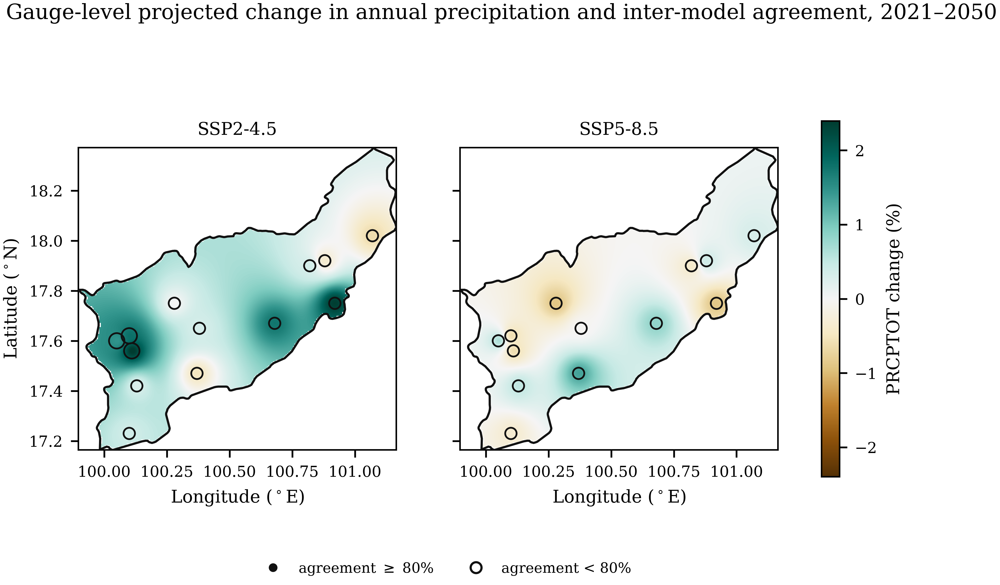 Gauge-level projected change in annual precipitation and inter-model agreement, 2021–2050
SSP2-4.5
SSP5-8.5
18.2
18.0
17.8
17.6
17.4
17.2
Latitude (°N)
100.00 100.25 100.50 100.75 101.00
Longitude (°E)
100.00 100.25 100.50 100.75 101.00
Longitude (°E)
2
1
0
−1
−2
PRCPTOT change (%)
agreement ≥ 80%
agreement < 80%